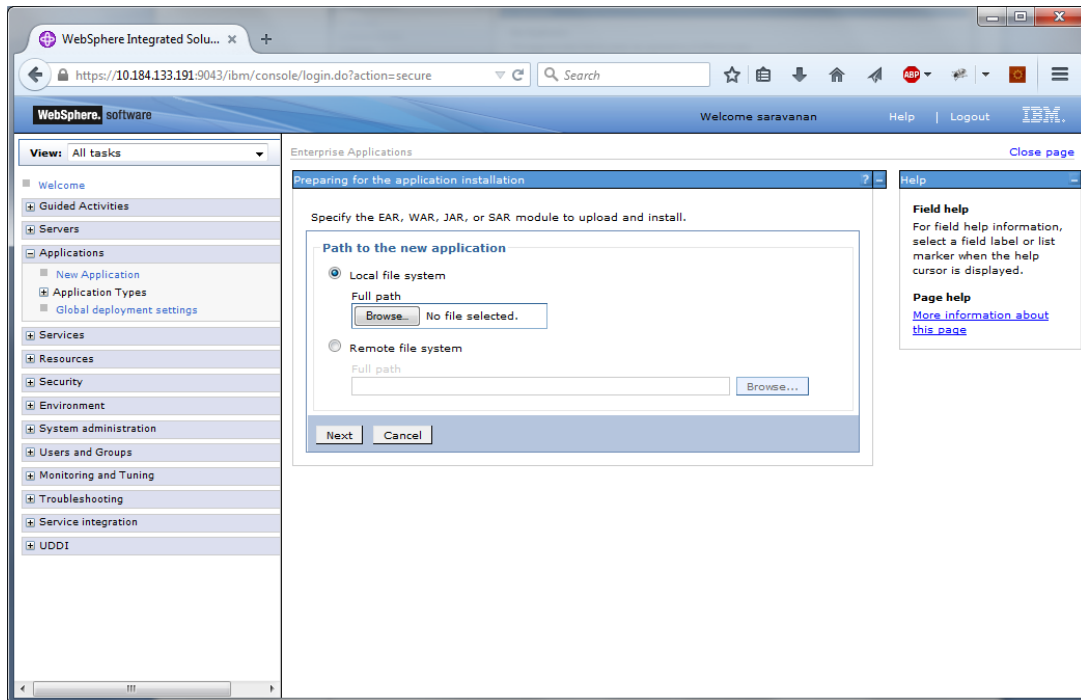 WebSphere Integrated Solu...
https://10.184.133.191:9043/ibm/console/login.do?action=secure
Search
ABP
WebSphere. software
Welcome saravanan
Help | Logout
IBM.
View: All tasks
Welcome
Guided Activities
Servers
Applications
New Application
Application Types
Global deployment settings
Services
Resources
Security
Environment
System administration
Users and Groups
Monitoring and Tuning
Troubleshooting
Service integration
UDDI
Enterprise Applications
Close page
Preparing for the application installation
?
Specify the EAR, WAR, JAR, or SAR module to upload and install.
Path to the new application
Local file system
Full path
Browse... No file selected.
Remote file system
Full path
Browse...
Next Cancel
Help
Field help
For field help information,
select a field label or list
marker when the help
cursor is displayed.
Page help
More information about
this page